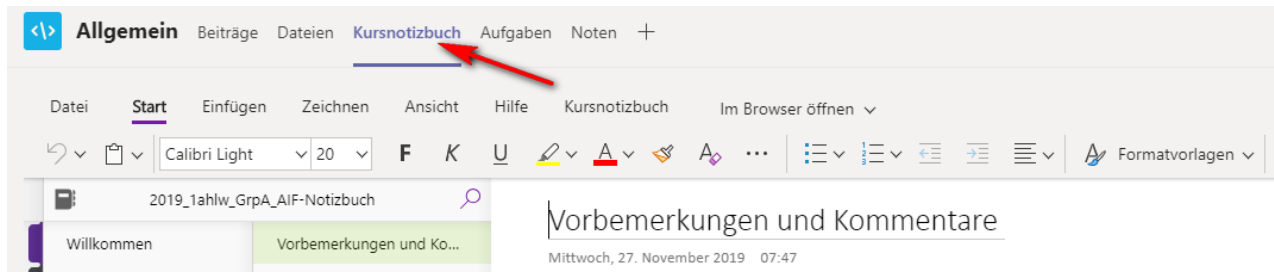 </> Allgemein Beiträge Dateien Kursnotizbuch Aufgaben Noten +
Datei Start Einfügen Zeichnen Ansicht Hilfe Kursnotizbuch Im Browser öffnen
Calibri Light 20 F K U A A ... Formatvorlagen
2019_1ahlw_GrpA_AIF-Notizbuch
Vorbemerkungen und Kommentare
Willkommen Vorbemerkungen und Ko...
Mittwoch, 27. November 2019 07:47